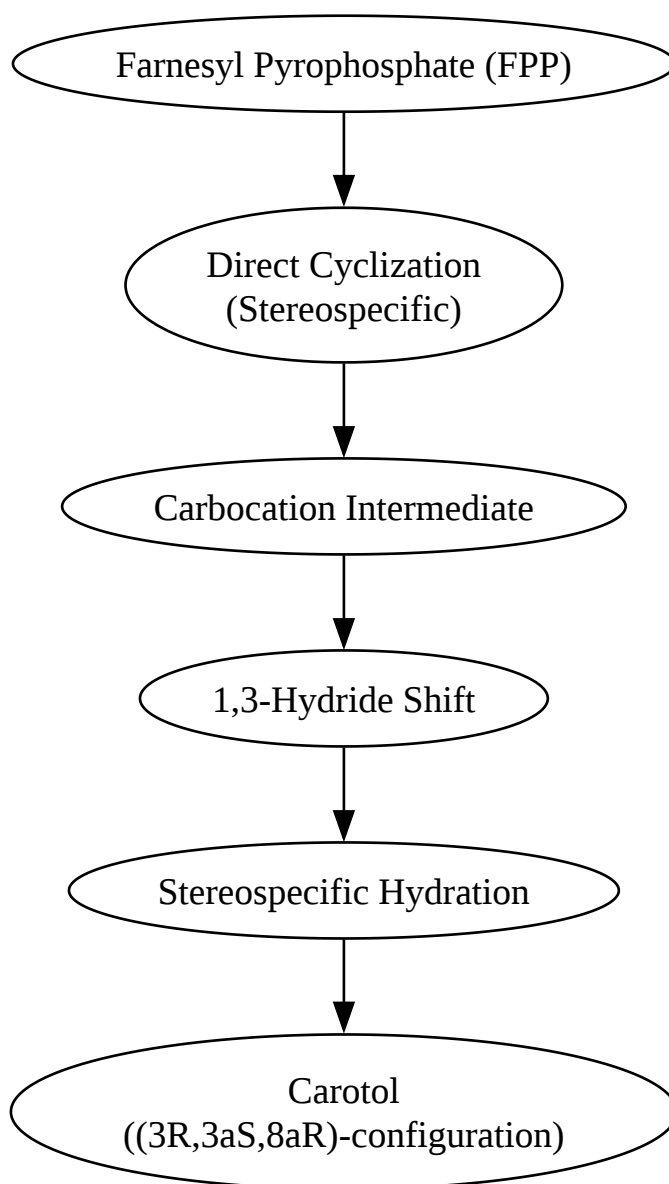 Farnesyl Pyrophosphate (FPP)
Direct Cyclization
(Stereospecific)
Carbocation Intermediate
1,3-Hydride Shift
Stereospecific Hydration
Carotol
((3R,3aS,8aR)-configuration)